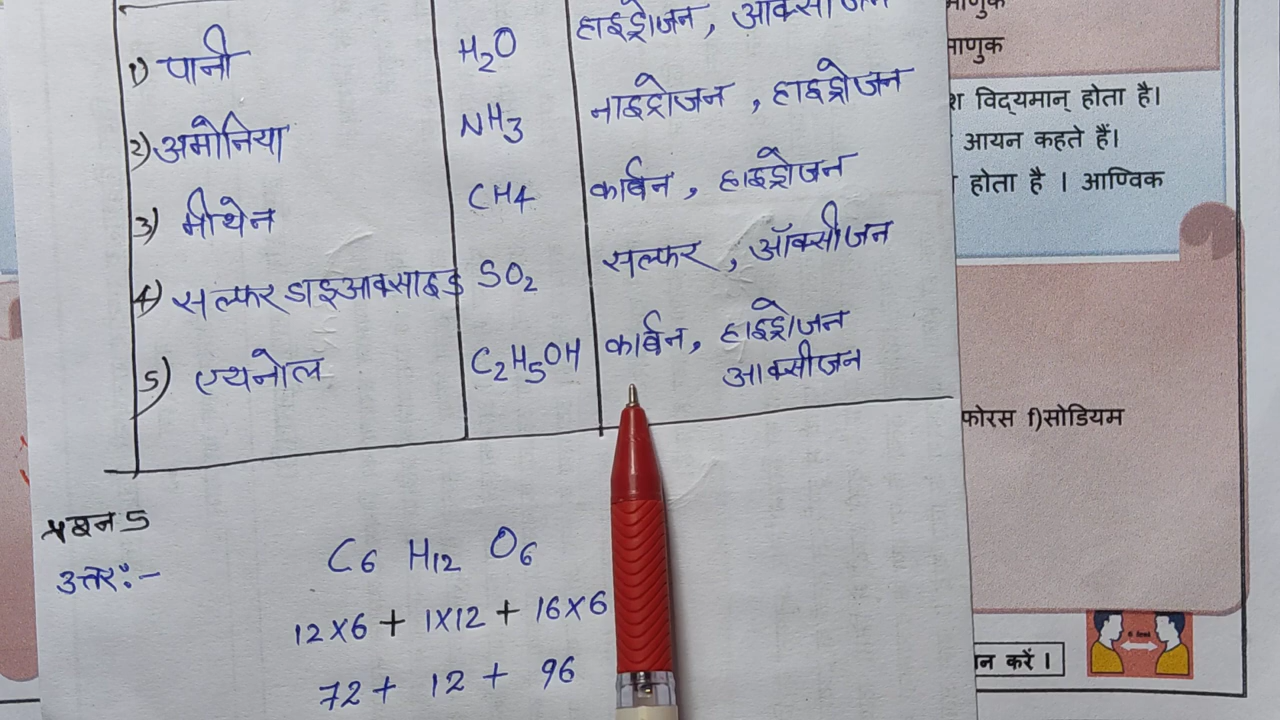 हाइड्रोजन, आक्सीजन
1) पानी H2O
2) अमोनिया NH3 नाइट्रोजन, हाइड्रोजन
3) मीथेन CH4 कार्बन, हाइड्रोजन
4) सल्फर डाइआक्साइड SO2 सल्फर, ऑक्सीजन
5) एथनोल C2H5OH कार्बन, हाइड्रोजन
आक्सीजन
प्रश्न 5
उत्तर:- C6 H12 O6
12x6 + 1x12 + 16x6
72 + 12 + 96
माणुक
विद्यमान् होता है।
आयन कहते हैं।
होता है । आण्विक
फोरस f)सोडियम
न करें ।